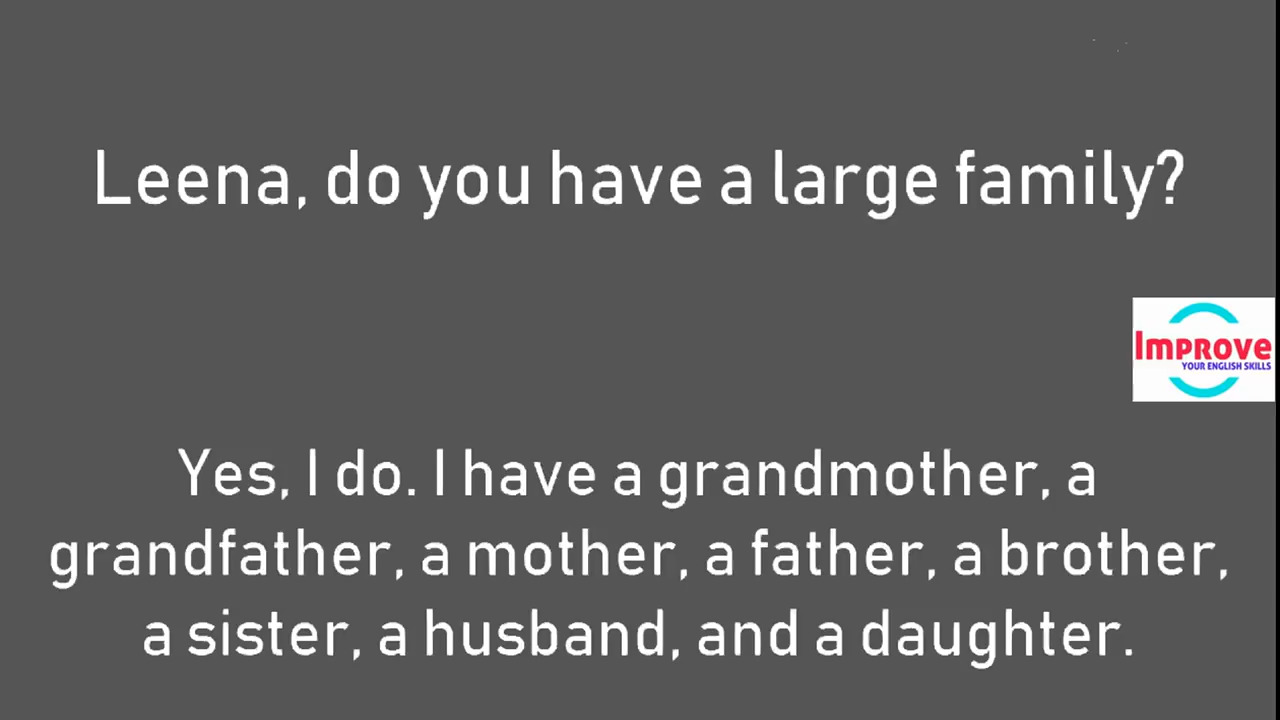 Leena, do you have a large family?
Improve
YOUR ENGLISH SKILLS
Yes, I do. I have a grandmother, a
grandfather, a mother, a father, a brother,
a sister, a husband, and a daughter.